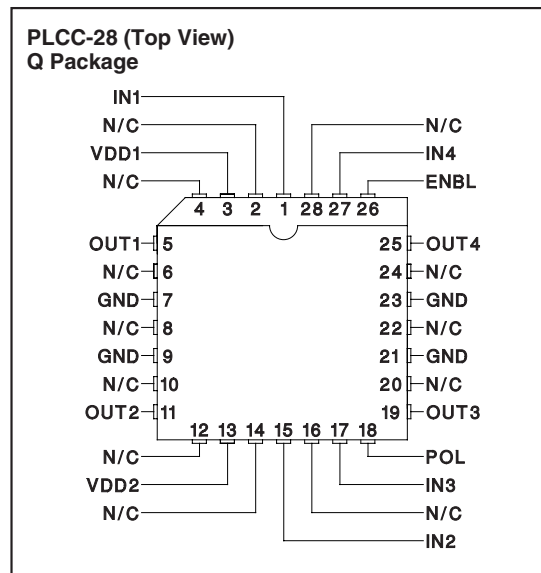 PLCC-28 (Top View)
Q Package
IN1
N/C
N/C
VDD1
IN4
N/C
ENBL
4 3 2 1 28 27 26
OUT1 5 25 OUT4
N/C 6 24 N/C
GND 7 23 GND
N/C 8 22 N/C
GND 9 21 GND
N/C 10 20 N/C
OUT2 11 19 OUT3
12 13 14 15 16 17 18
N/C
POL
VDD2
IN3
N/C
N/C
IN2